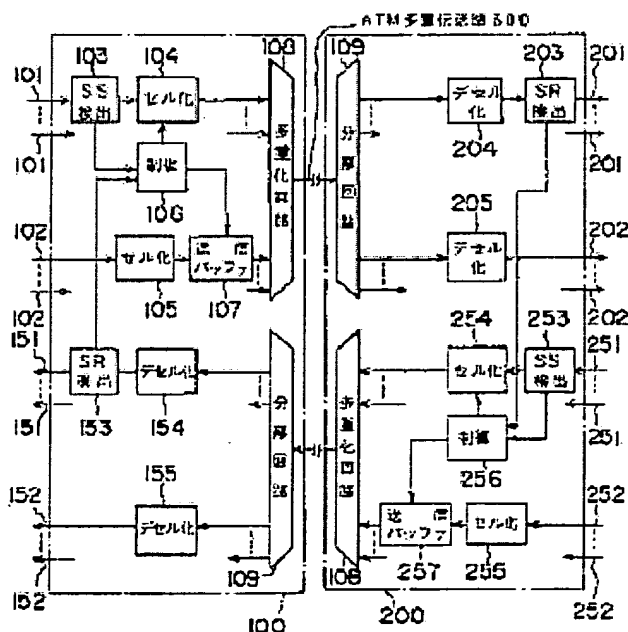 ATM多重伝送路300
103
104
108
109
203
201
101
SS
検出
セル化
デセル
化
SR
検出
101
204
201
制御
106
多重化回路
分離回路
205
102
セル化
送信
バッファ
デセル
化
202
102
105
107
202
151
254
253
251
SR
検出
デセル化
セル化
SS
検出
151
153
154
251
分離回路
多重化回路
制御
256
155
152
デセル化
送信
バッファ
セル化
252
152
109
108
257
255
252
100
200